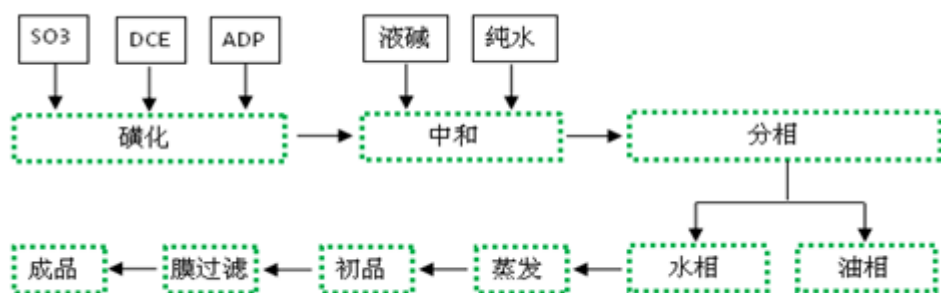 SO3 DCE ADP 液碱 纯水
磺化 中和 分相
成品 膜过滤 初品 蒸发 水相 油相